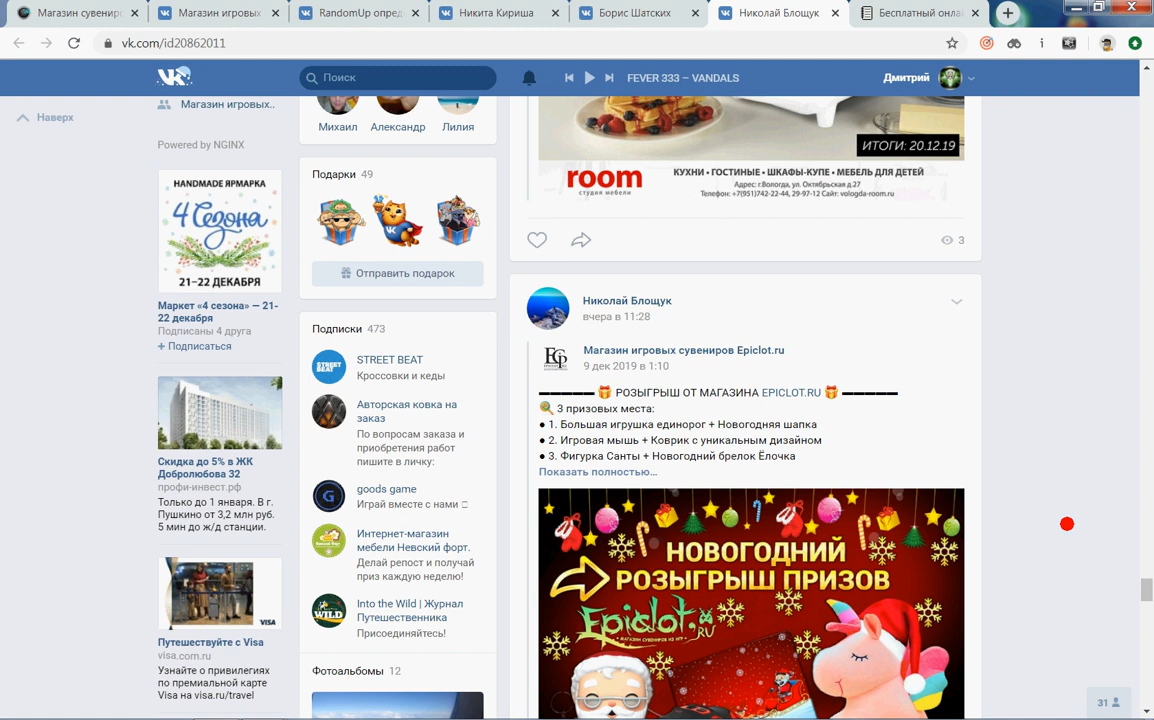 Магазин сувениро
Магазин игровых
RandomUp опред
Никита Кириша
Борис Шатских
Николай Блощук
Бесплатный онла
vk.com/id20862011
Поиск
FEVER 333 – VANDALS
Дмитрий
Наверх
Магазин игровых..
Powered by NGINX
HANDMADE ЯРМАРКА
4 Сезона
21–22 ДЕКАБРЯ
Маркет «4 сезона» — 21-
22 декабря
Подписаны 4 друга
+ Подписаться
Скидка до 5% в ЖК
Добролюбова 32
профи-инвест.рф
Только до 1 января. В г.
Пушкино от 3,2 млн руб.
5 мин до ж/д станции.
VISA
Путешествуйте с Visa
visa.com.ru
Узнайте о привилегиях
по премиальной карте
Visa на visa.ru/travel
Михаил
Александр
Лилия
Подарки 49
Отправить подарок
Подписки 473
STREET BEAT
STREET BEAT
Кроссовки и кеды
Авторская ковка на
заказ
По вопросам заказа и
приобретения работ
пишите в личку:
goods game
Играй вместе с нами
Интернет-магазин
мебели Невский форт.
Делай репост и получай
приз каждую неделю!
WILD
Into the Wild | Журнал
Путешественника
Присоединяйтесь!
Фотоальбомы 12
ИТОГИ: 20.12.19
room
студия мебели
КУХНИ • ГОСТИНЫЕ • ШКАФЫ-КУПЕ • МЕБЕЛЬ ДЛЯ ДЕТЕЙ
Адрес: г.Вологда, ул. Октябрьская д.27
Телефон: +7(951)742-22-44, 29-97-12 Сайт: vologda-room.ru
3
Николай Блощук
вчера в 11:28
Магазин игровых сувениров Epiclot.ru
9 дек 2019 в 1:10
▬▬▬▬▬ 🎁 РОЗЫГРЫШ ОТ МАГАЗИНА EPICLOT.RU 🎁 ▬▬▬▬▬
🔍 3 призовых места:
● 1. Большая игрушка единорог + Новогодняя шапка
● 2. Игровая мышь + Коврик с уникальным дизайном
● 3. Фигурка Санты + Новогодний брелок Ёлочка
Показать полностью…
НОВОГОДНИЙ
РОЗЫГРЫШ ПРИЗОВ
Epiclot.RU
• МАГАЗИН СУВЕНИРОВ ИЗ ИГР •
31